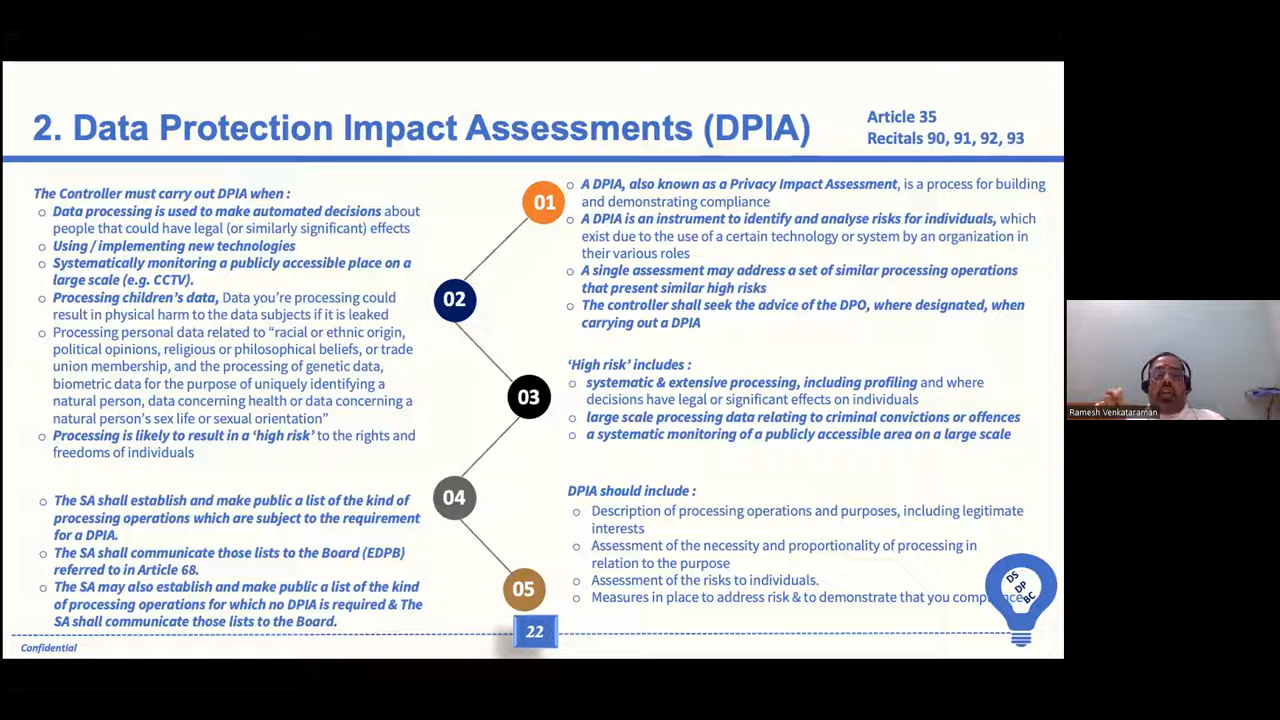 2. Data Protection Impact Assessments (DPIA)
Article 35
Recitals 90, 91, 92, 93
01
○ A DPIA, also known as a Privacy Impact Assessment, is a process for building
and demonstrating compliance
○ A DPIA is an instrument to identify and analyse risks for individuals, which
exist due to the use of a certain technology or system by an organization in
their various roles
○ A single assessment may address a set of similar processing operations
that present similar high risks
○ The controller shall seek the advice of the DPO, where designated, when
carrying out a DPIA
02
The Controller must carry out DPIA when :
○ Data processing is used to make automated decisions about
people that could have legal (or similarly significant) effects
○ Using / implementing new technologies
○ Systematically monitoring a publicly accessible place on a
large scale (e.g. CCTV).
○ Processing children's data, Data you're processing could
result in physical harm to the data subjects if it is leaked
○ Processing personal data related to "racial or ethnic origin,
political opinions, religious or philosophical beliefs, or trade
union membership, and the processing of genetic data,
biometric data for the purpose of uniquely identifying a
natural person, data concerning health or data concerning a
natural person's sex life or sexual orientation"
○ Processing is likely to result in a 'high risk' to the rights and
freedoms of individuals
03
'High risk' includes :
○ systematic & extensive processing, including profiling and where
decisions have legal or significant effects on individuals
○ large scale processing data relating to criminal convictions or offences
○ a systematic monitoring of a publicly accessible area on a large scale
04
○ The SA shall establish and make public a list of the kind of
processing operations which are subject to the requirement
for a DPIA.
○ The SA shall communicate those lists to the Board (EDPB)
referred to in Article 68.
○ The SA may also establish and make public a list of the kind
of processing operations for which no DPIA is required & The
SA shall communicate those lists to the Board.
05
DPIA should include :
○ Description of processing operations and purposes, including legitimate
interests
○ Assessment of the necessity and proportionality of processing in
relation to the purpose
○ Assessment of the risks to individuals.
○ Measures in place to address risk & to demonstrate that you
DS
DP
BC
22
Confidential
Ramesh Venkataraman